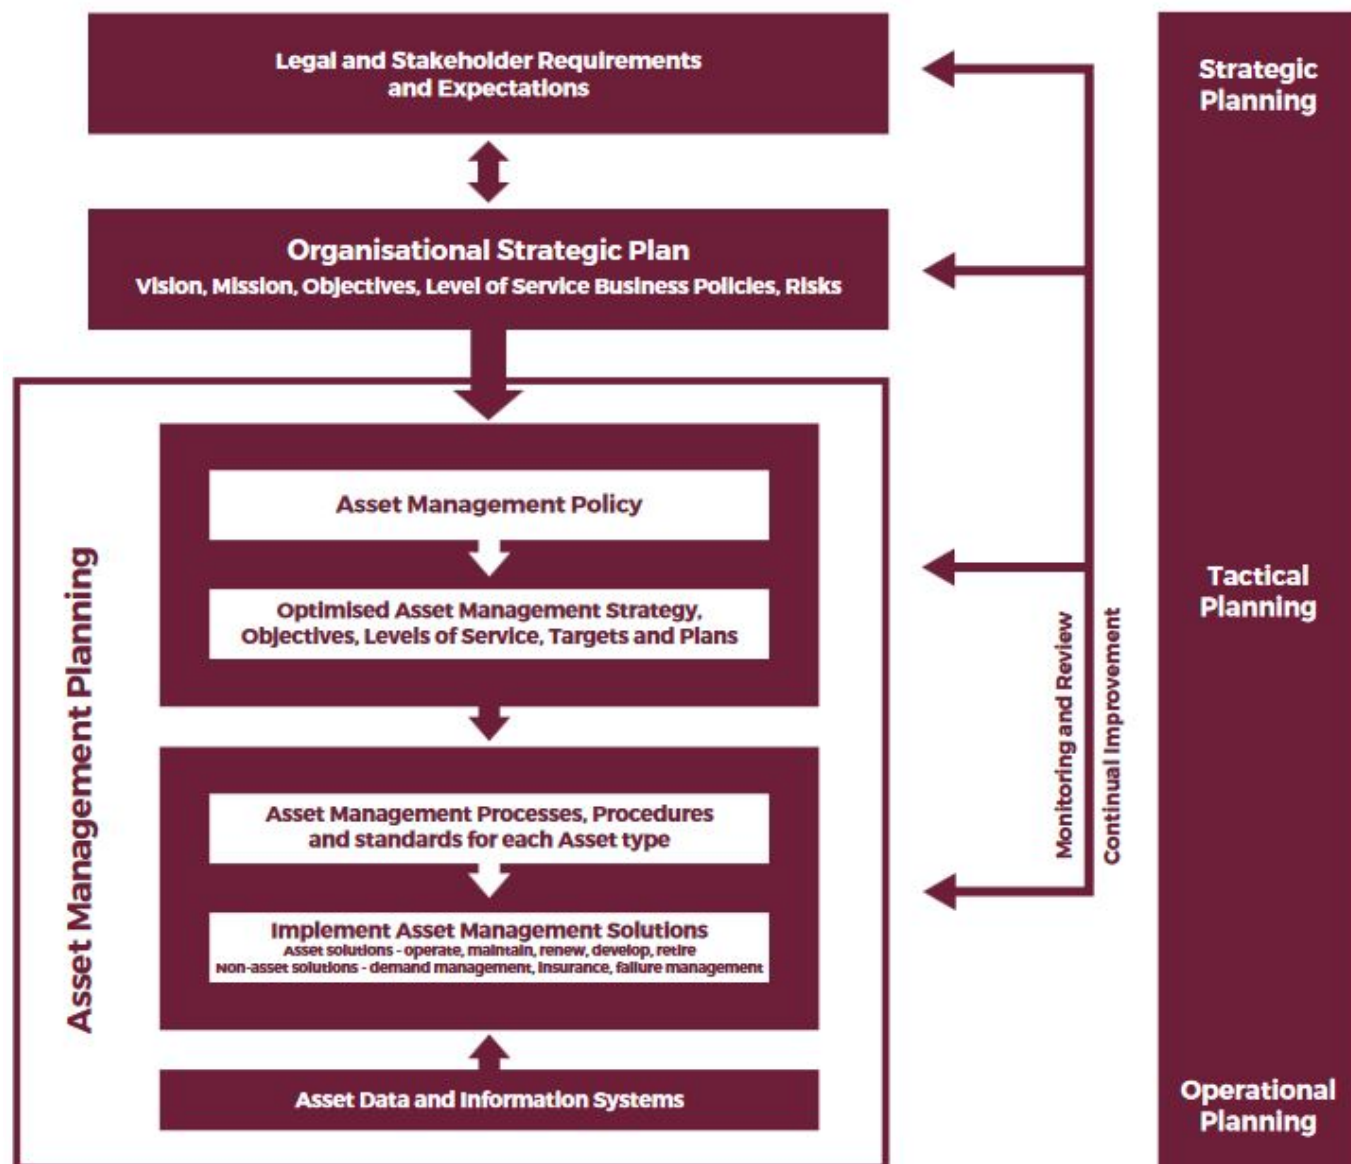 Legal and Stakeholder Requirements
and Expectations
Strategic
Planning
Organisational Strategic Plan
Vision, Mission, Objectives, Level of Service Business Policies, Risks
Asset Management Planning
Asset Management Policy
Optimised Asset Management Strategy,
Objectives, Levels of Service, Targets and Plans
Tactical
Planning
Monitoring and Review
Continual Improvement
Asset Management Processes, Procedures
and standards for each Asset type
Implement Asset Management Solutions
Asset solutions - operate, maintain, renew, develop, retire
Non-asset solutions - demand management, insurance, failure management
Asset Data and Information Systems
Operational
Planning